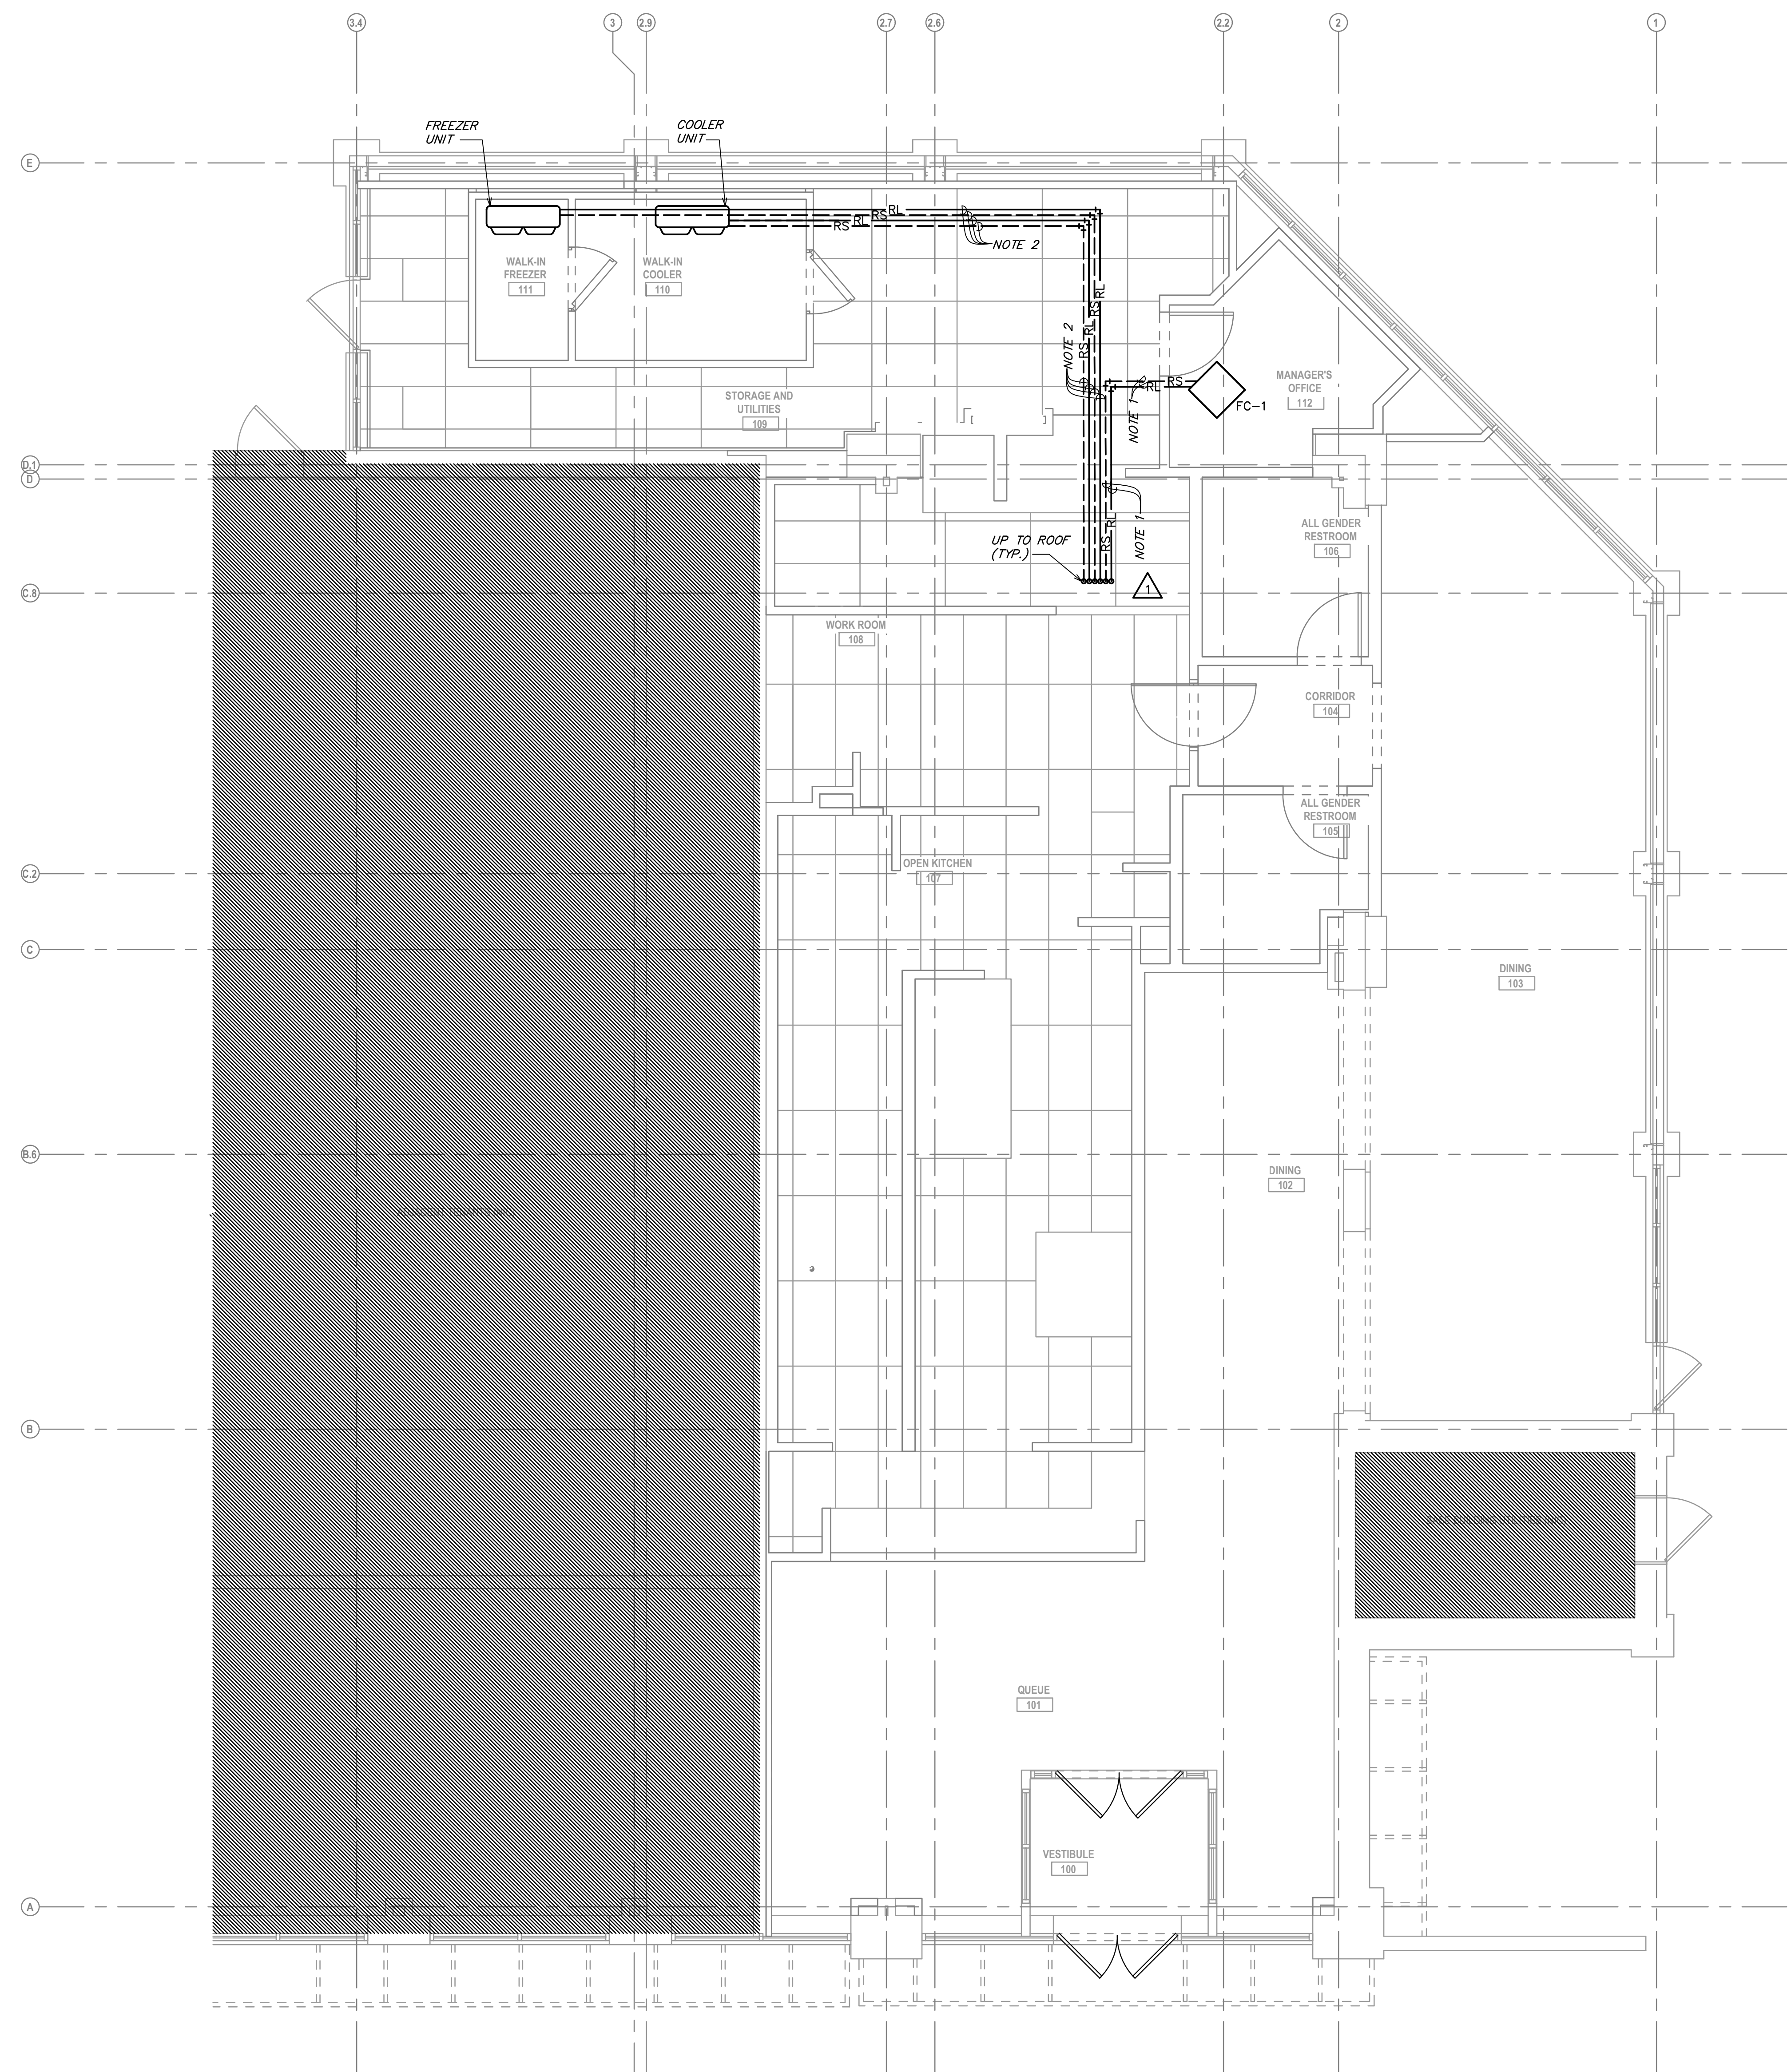 3.4
3
2.9
2.7
2.6
2.2
2
1
FREEZER
UNIT
COOLER
UNIT
E
RL
RS
RL
RS
NOTE 2
WALK-IN
FREEZER
111
WALK-IN
COOLER
110
RL
RS
RL
RS
NOTE 2
RS
RL
NOTE 1
FC-1
MANAGER'S
OFFICE
112
STORAGE AND
UTILITIES
109
D.1
D
UP TO ROOF
(TYP.)
RL
RS
NOTE 1
1
ALL GENDER
RESTROOM
106
C.8
WORK ROOM
108
CORRIDOR
104
ALL GENDER
RESTROOM
105
OPEN KITCHEN
107
C.2
C
DINING
103
B.6
DINING
102
B
QUEUE
101
VESTIBULE
100
A